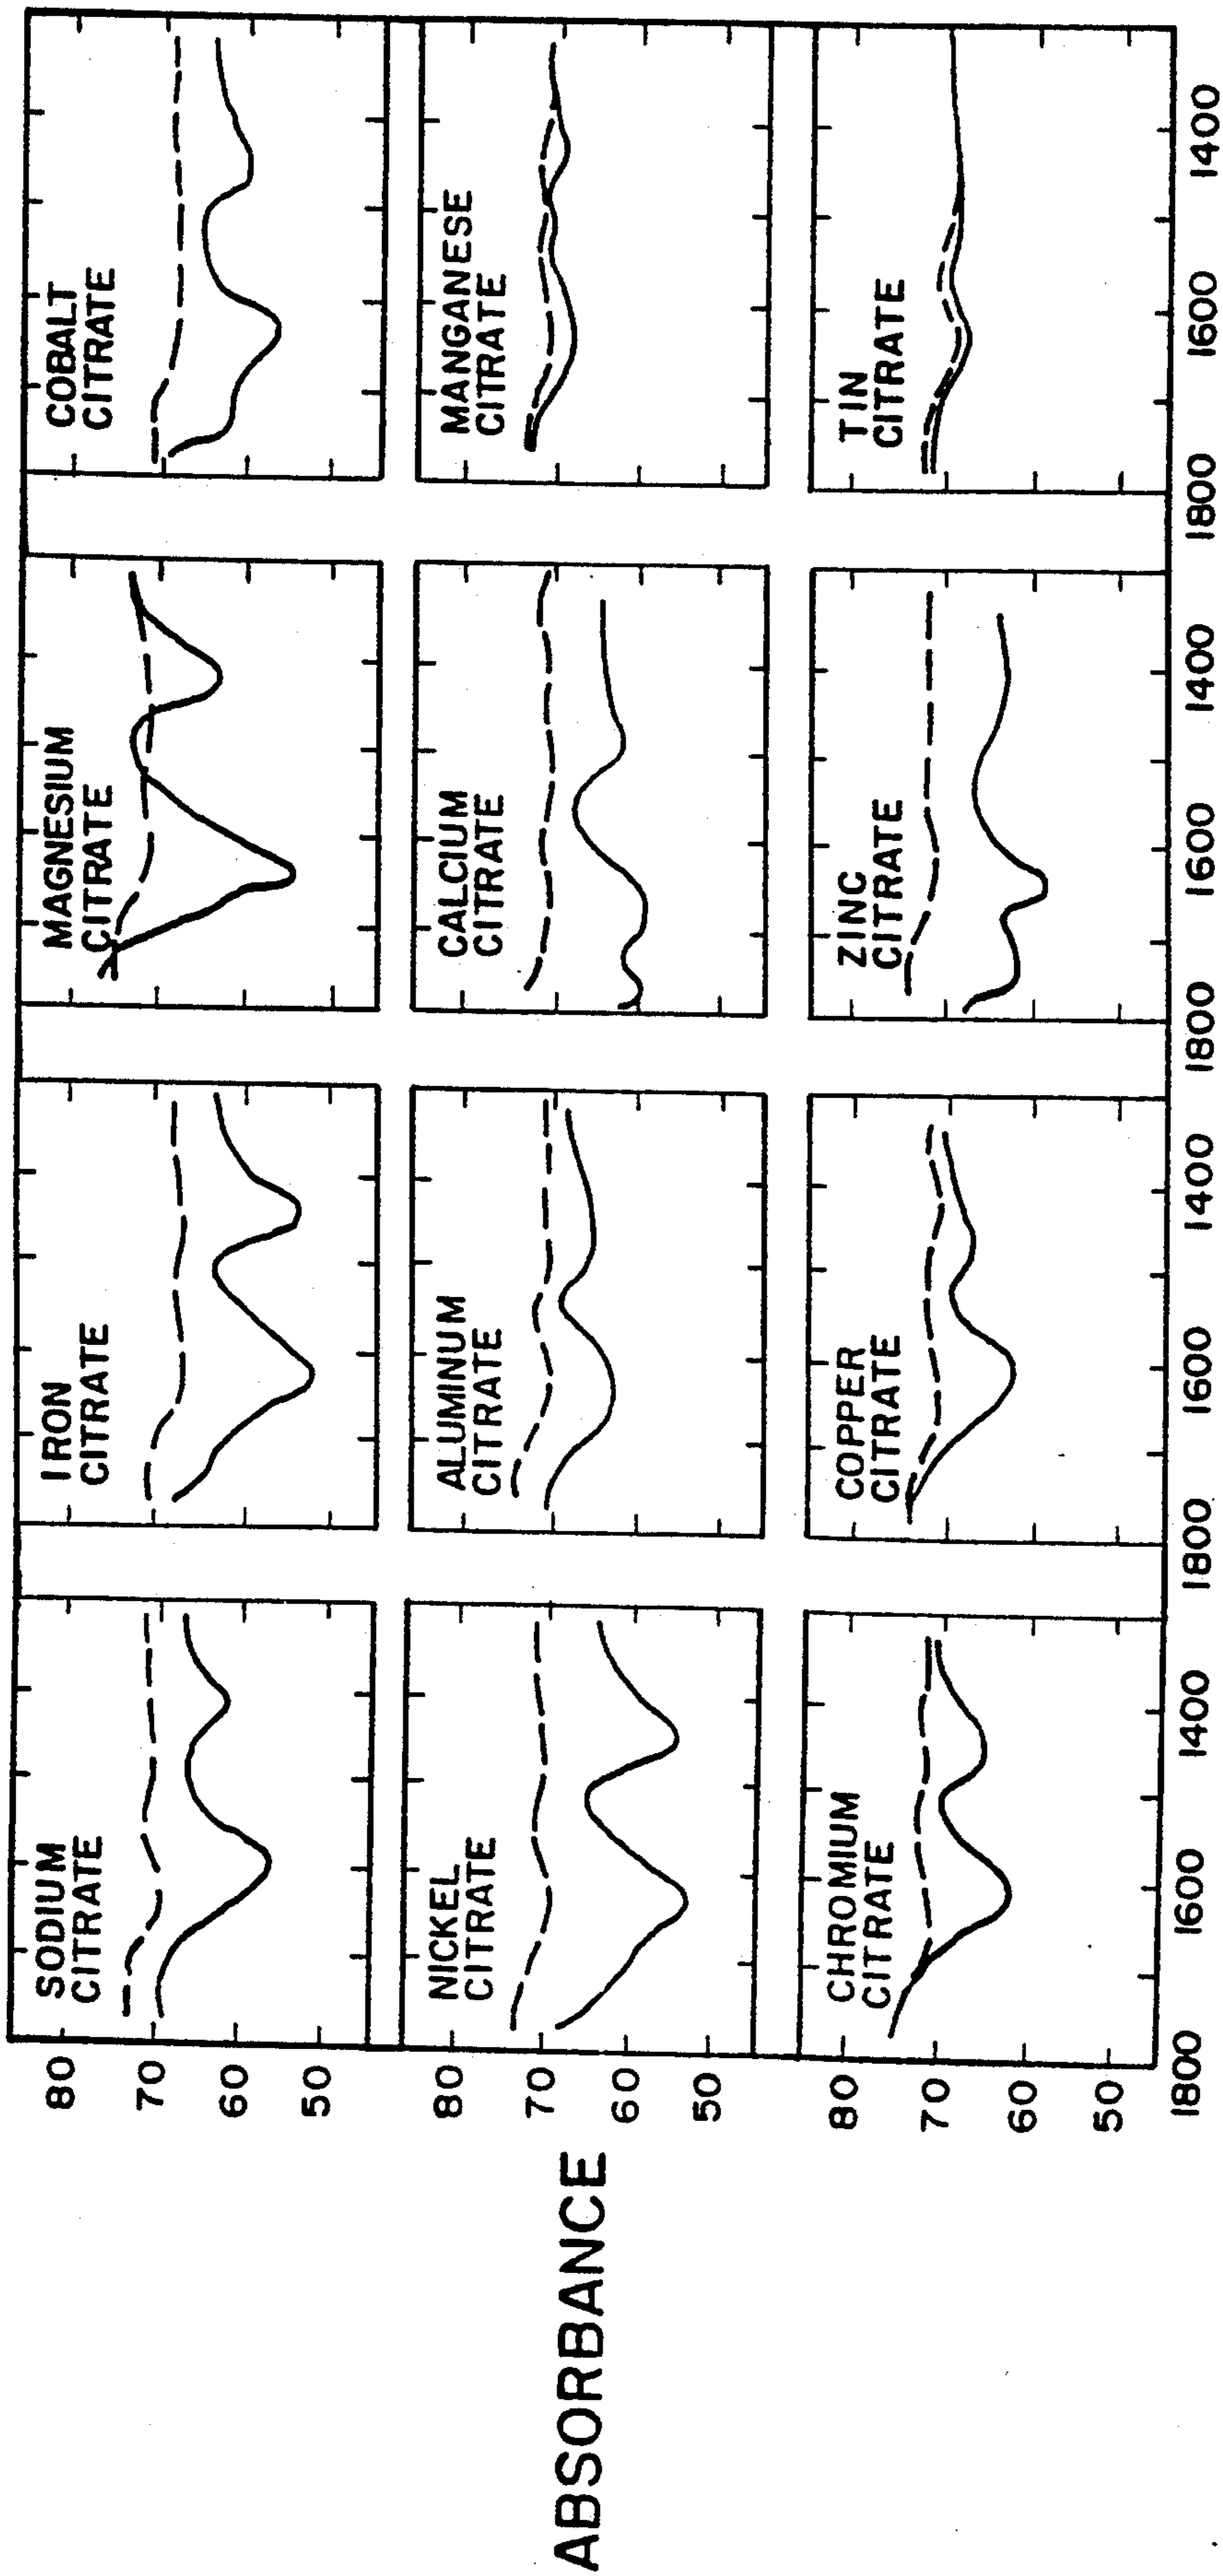 ABSORBANCE
80
70
60
50
SODIUM
CITRATE
IRON
CITRATE
MAGNESIUM
CITRATE
COBALT
CITRATE
80
70
60
50
NICKEL
CITRATE
ALUMINUM
CITRATE
CALCIUM
CITRATE
MANGANESE
CITRATE
80
70
60
50
CHROMIUM
CITRATE
COPPER
CITRATE
ZINC
CITRATE
TIN
CITRATE
1800 1600 1400 1800 1600 1400 1800 1600 1400 1800 1600 1400